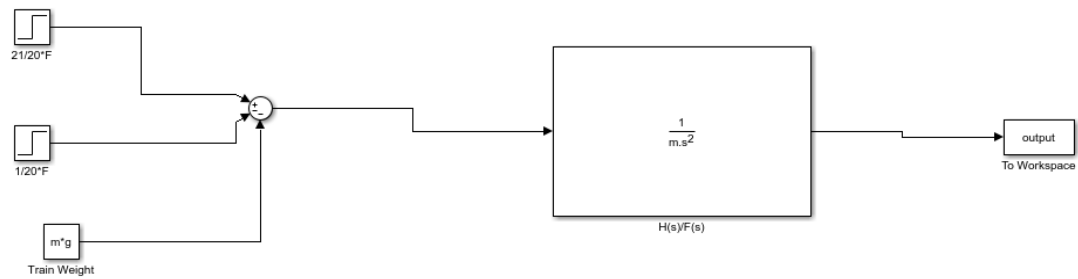 21/20*F
+
−
−
1/20*F
m*g
Train Weight
1
m.s²
H(s)/F(s)
output
To Workspace